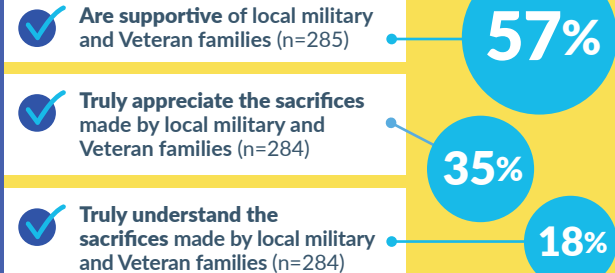 Are supportive of local military
and Veteran families (n=285)
57%
Truly appreciate the sacrifices
made by local military and
Veteran families (n=284)
35%
Truly understand the
sacrifices made by local military
and Veteran families (n=284)
18%